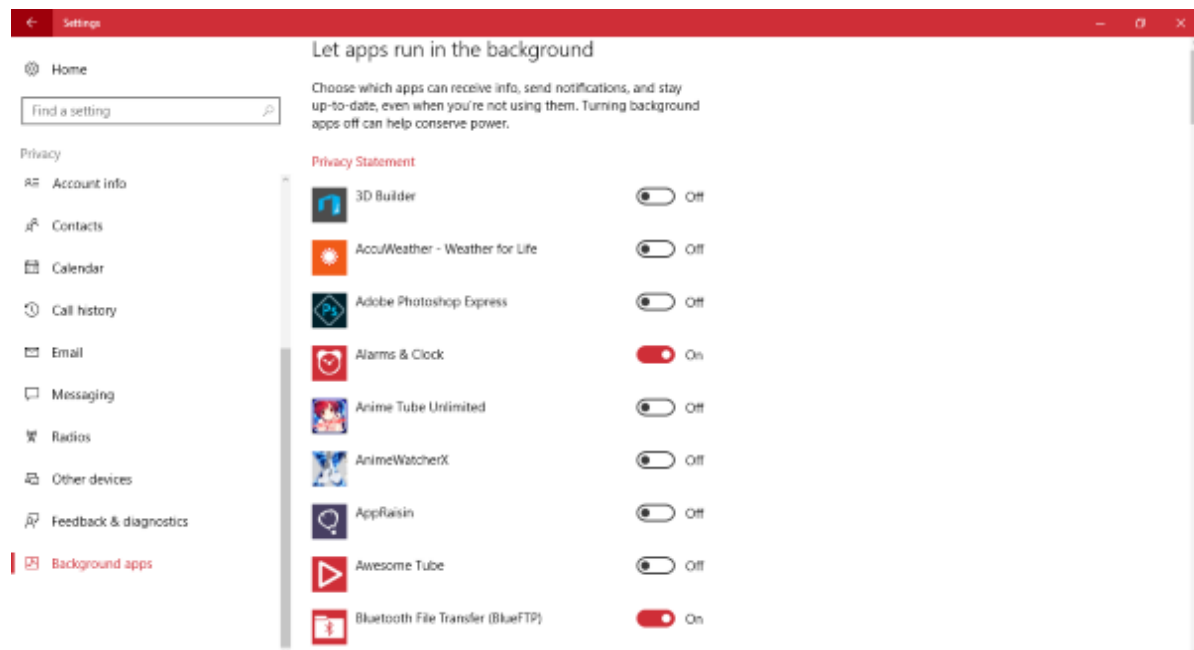 Settings
Home
Find a setting
Privacy
Account info
Contacts
Calendar
Call history
Email
Messaging
Radios
Other devices
Feedback & diagnostics
Background apps
Let apps run in the background
Choose which apps can receive info, send notifications, and stay
up-to-date, even when you're not using them. Turning background
apps off can help conserve power.
Privacy Statement
3D Builder Off
AccuWeather - Weather for Life Off
Ps
Adobe Photoshop Express Off
Alarms & Clock On
Anime Tube Unlimited Off
AnimeWatcherX Off
AppRaisin Off
Awesome Tube Off
Bluetooth File Transfer (BlueFTP) On